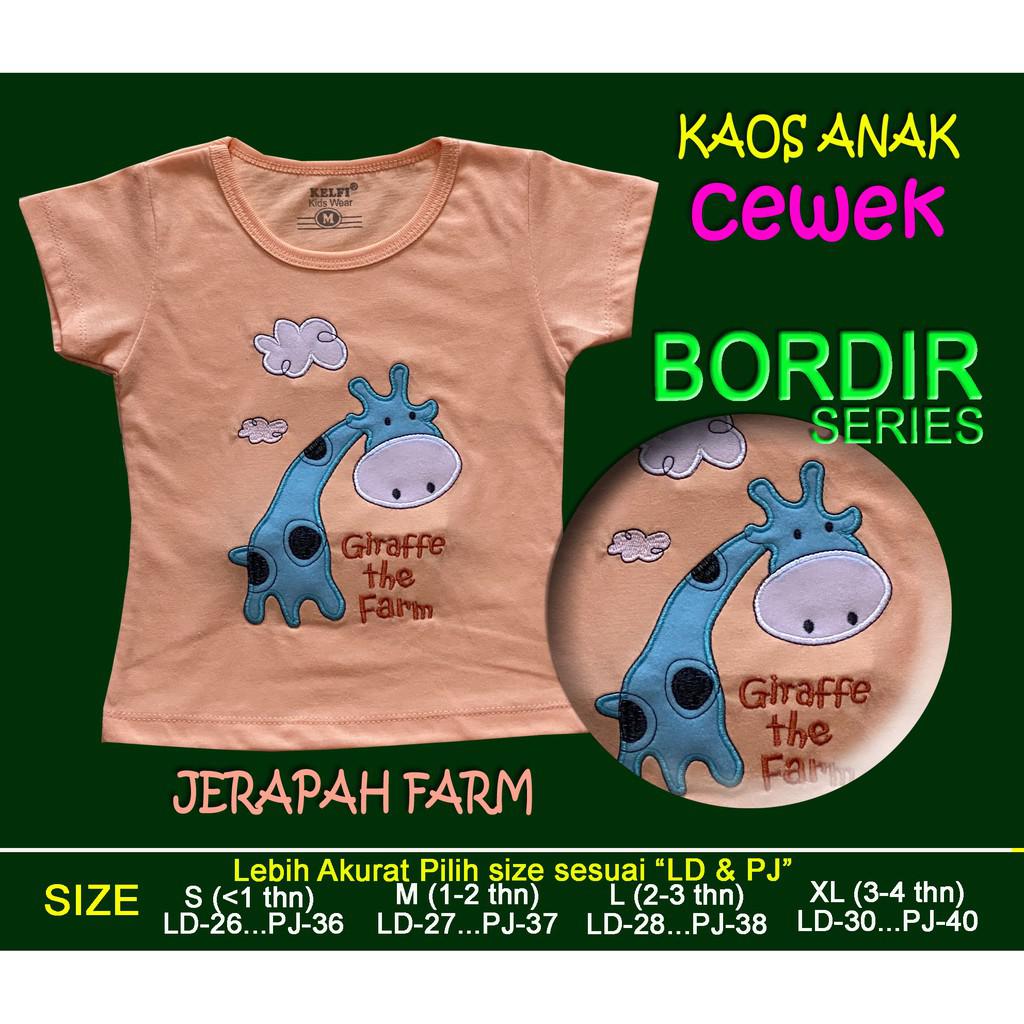 KAOS ANAK
cewek
KELFI®
Kids Wear
M
BORDIR
SERIES
Giraffe
the
Farm
Giraffe
the
Farm
JERAPAH FARM
Lebih Akurat Pilih size sesuai “LD & PJ”
SIZE
S (<1 thn)
M (1-2 thn)
L (2-3 thn)
XL (3-4 thn)
LD-26...PJ-36
LD-27...PJ-37
LD-28...PJ-38
LD-30...PJ-40